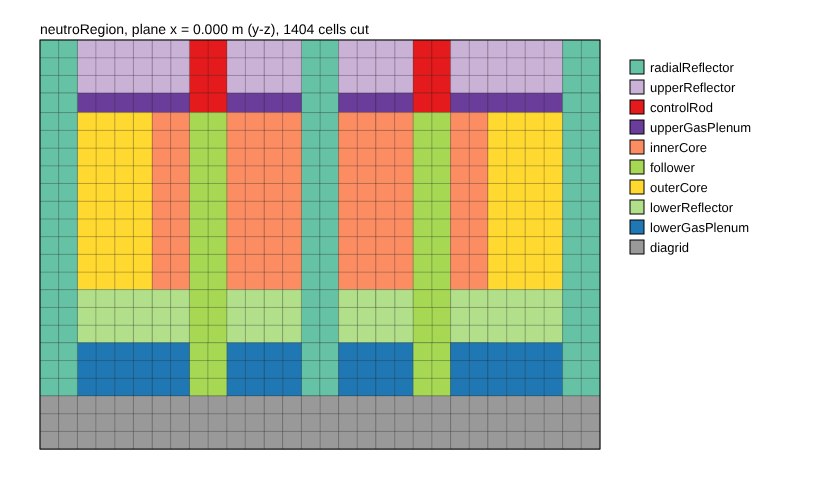 neutroRegion, plane x = 0.000 m (y-z), 1404 cells cut
radialReflector
upperReflector
controlRod
upperGasPlenum
innerCore
follower
outerCore
lowerReflector
lowerGasPlenum
diagrid